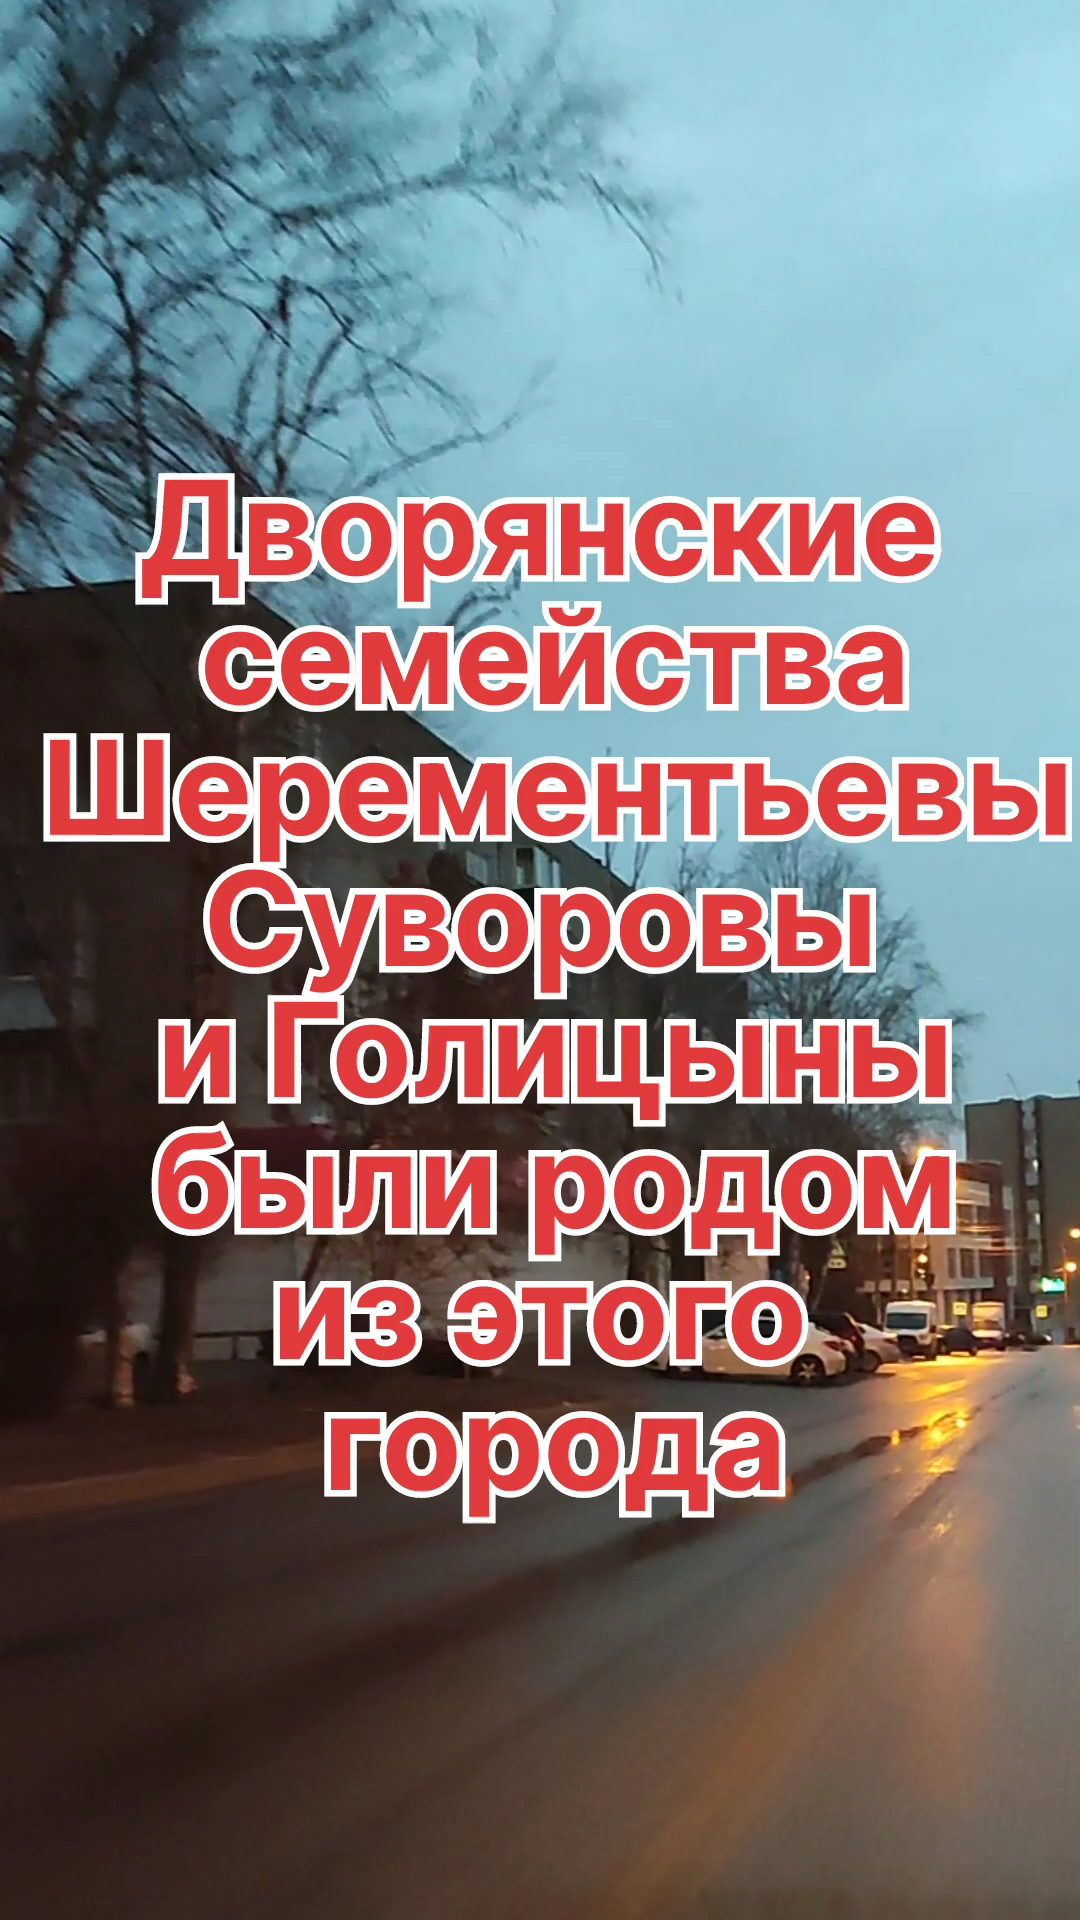 Дворянские
семейства
Шерементьевы
Суворовы
и Голицыны
были родом
из этого
города